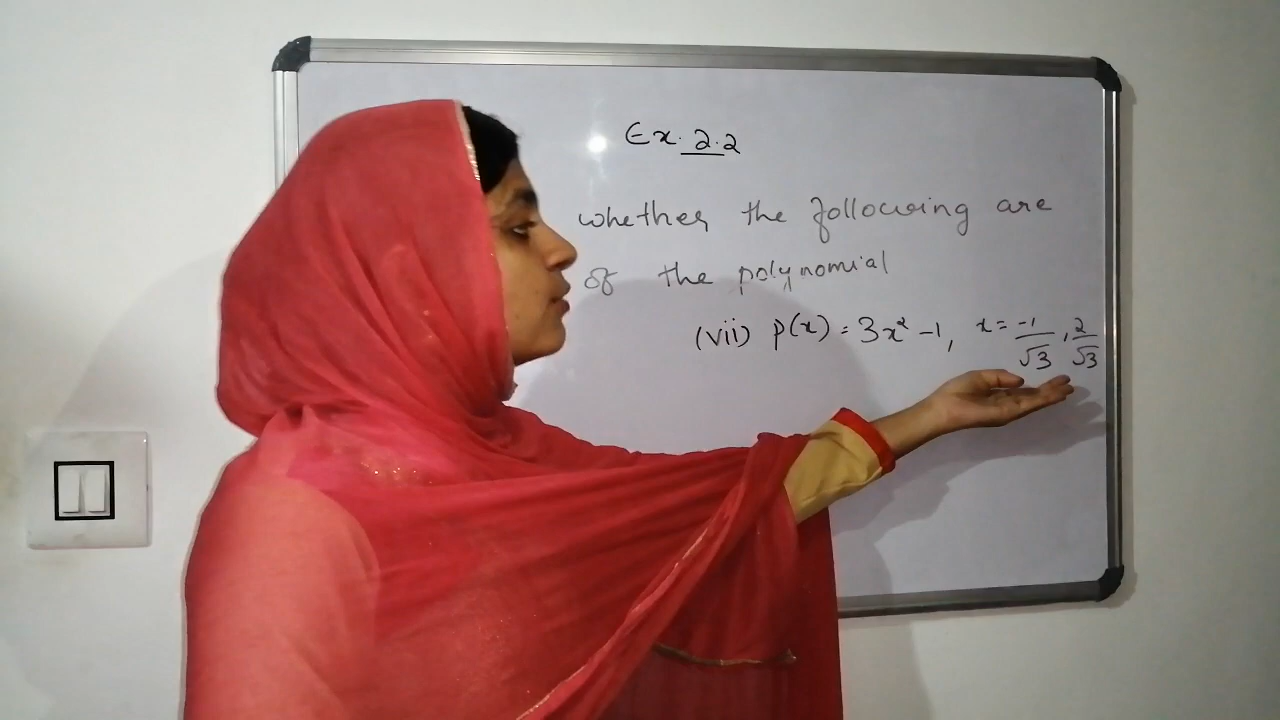 Ex. 2.2
whether the following are
of the polynomial
(vii) p(x) = 3x² - 1, x = -1/√3, 2/√3